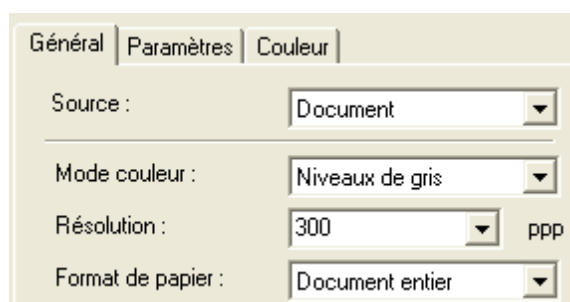 Général Paramètres Couleur
Source : Document
Mode couleur : Niveaux de gris
Résolution : 300 ppp
Format de papier : Document entier